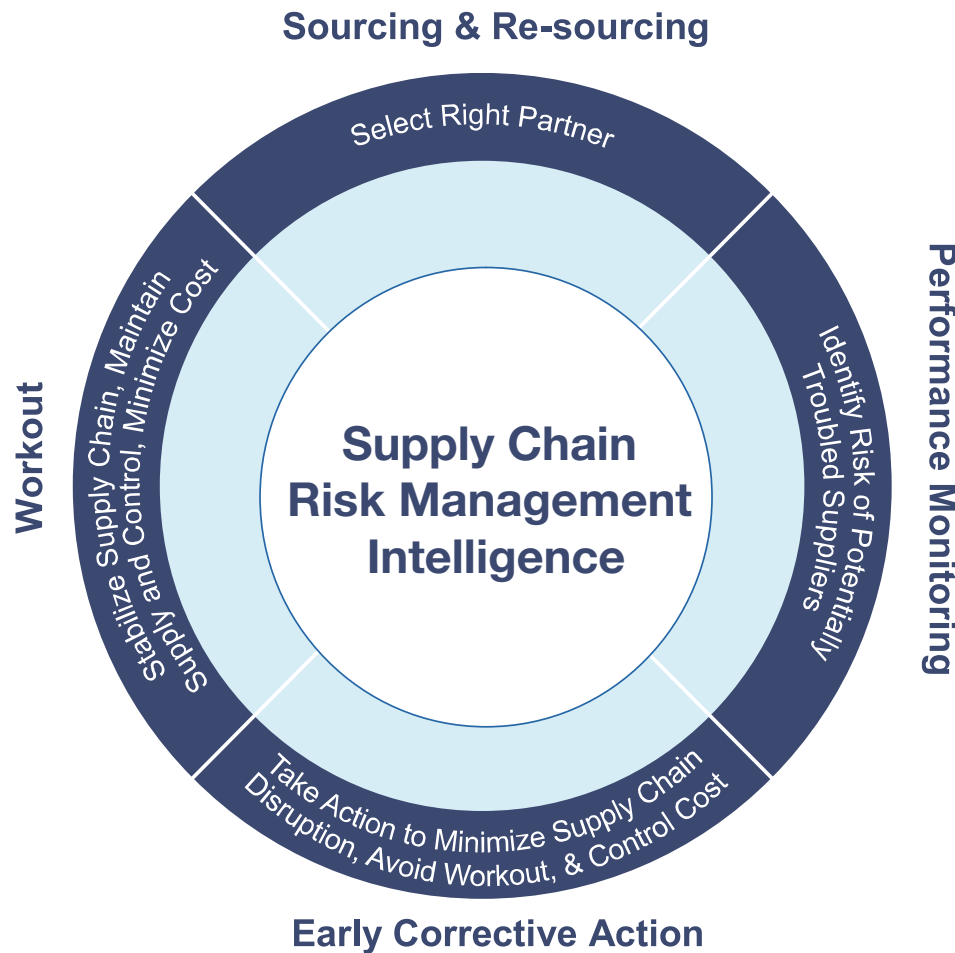 Sourcing & Re-sourcing
Select Right Partner
Performance Monitoring
Identify Risk of Potentially
Troubled Suppliers
Supply Chain
Risk Management
Intelligence
Workout
Stabilize Supply Chain, Maintain
Supply and Control, Minimize Cost
Take Action to Minimize Supply Chain
Disruption, Avoid Workout, & Control Cost
Early Corrective Action